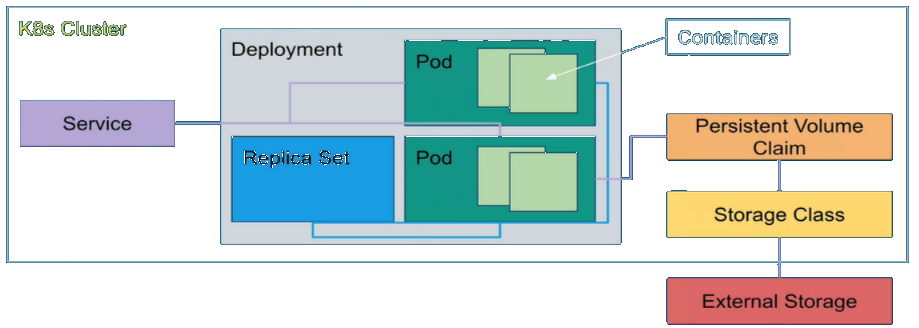 K8s Cluster
Deployment
Pod
Containers
Service
Replica Set
Pod
Persistent Volume
Claim
Storage Class
External Storage